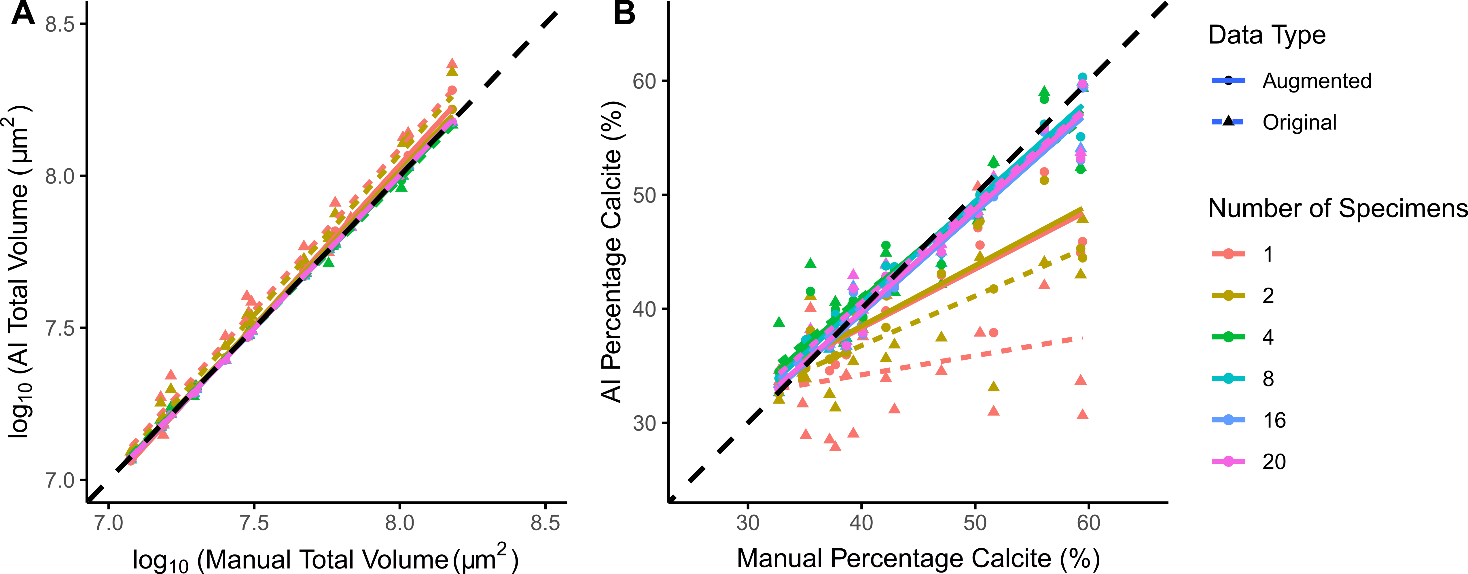 A
8.5
8.0
7.5
7.0
7.0 7.5 8.0 8.5
log₁₀ (AI Total Volume (μm²)
log₁₀ (Manual Total Volume (μm²)
B
60
50
40
30
30 40 50 60
AI Percentage Calcite (%)
Manual Percentage Calcite (%)
Data Type
Augmented
Original
Number of Specimens
1
2
4
8
16
20